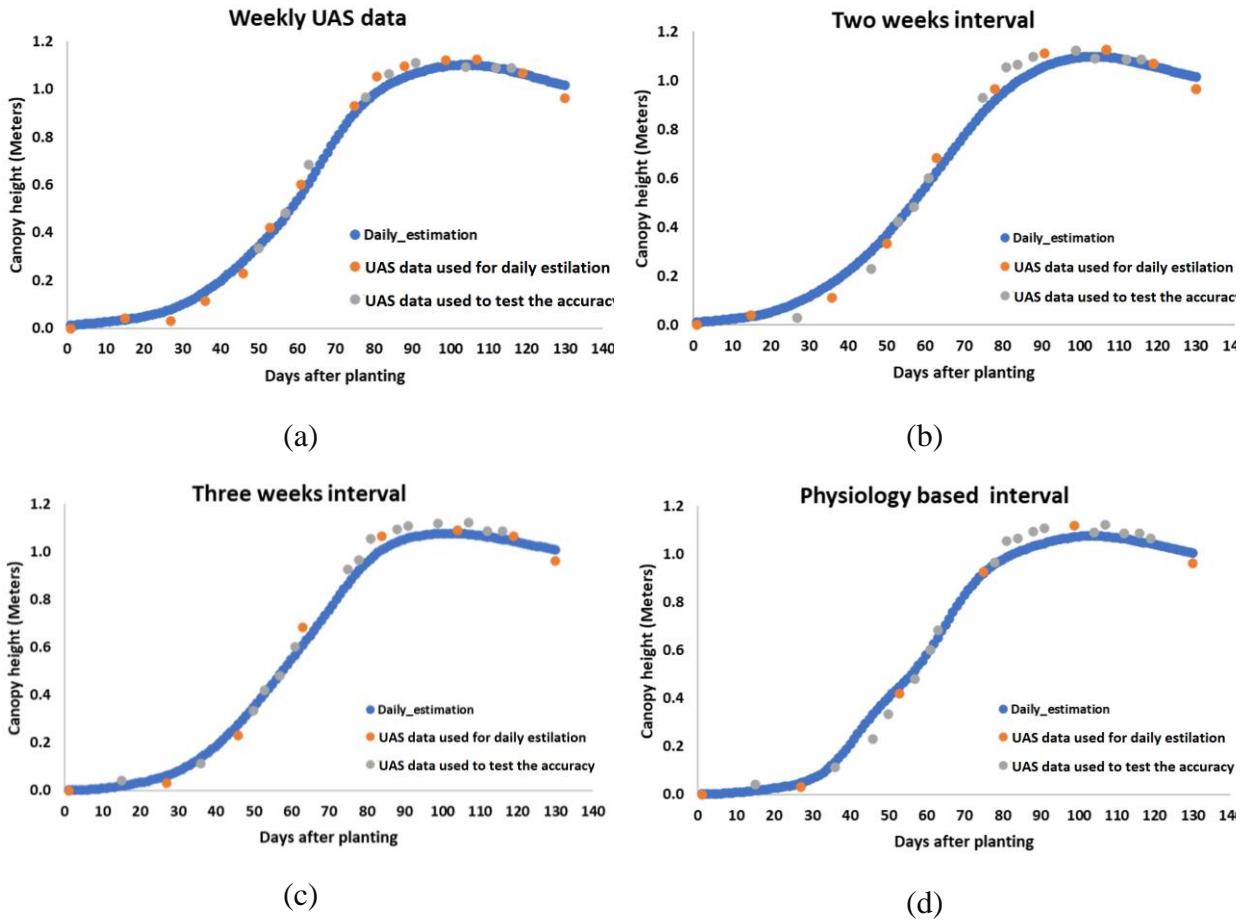 Weekly UAS data
1.2
1.0
0.8
0.6
0.4
0.2
0.0
Canopy height (Meters)
Daily_estimation
UAS data used for daily estilation
UAS data used to test the accuracy
0 10 20 30 40 50 60 70 80 90 100 110 120 130 140
Days after planting
(a)
Two weeks interval
1.2
1.0
0.8
0.6
0.4
0.2
0.0
Canopy height (Meters)
Daily_estimation
UAS data used for daily estilation
UAS data used to test the accuracy
0 10 20 30 40 50 60 70 80 90 100 110 120 130 140
Days after planting
(b)
Three weeks interval
1.2
1.0
0.8
0.6
0.4
0.2
0.0
Canopy height (Meters)
Daily_estimation
UAS data used for daily estilation
UAS data used to test the accuracy
0 10 20 30 40 50 60 70 80 90 100 110 120 130 140
Days after planting
(c)
Physiology based interval
1.2
1.0
0.8
0.6
0.4
0.2
0.0
Canopy height (Meters)
Daily_estimation
UAS data used for daily estilation
UAS data used to test the accuracy
0 10 20 30 40 50 60 70 80 90 100 110 120 130 140
Days after planting
(d)